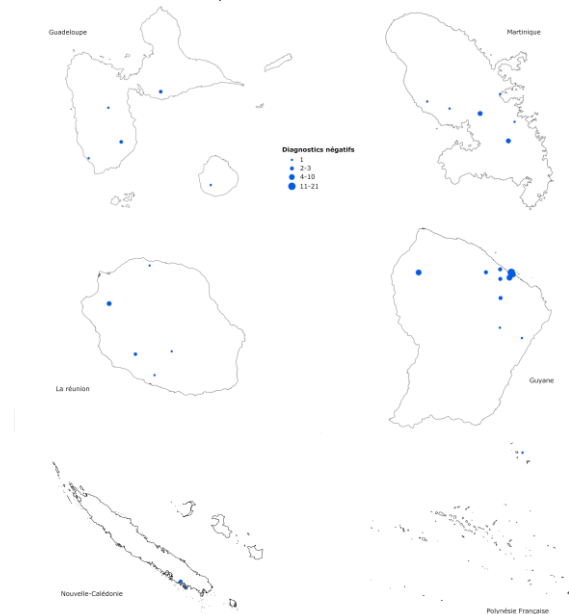 Guadeloupe
Martinique
Diagnostics négatifs
1
2-3
4-10
11-21
La réunion
Guyane
Nouvelle-Calédonie
Polynésie Française